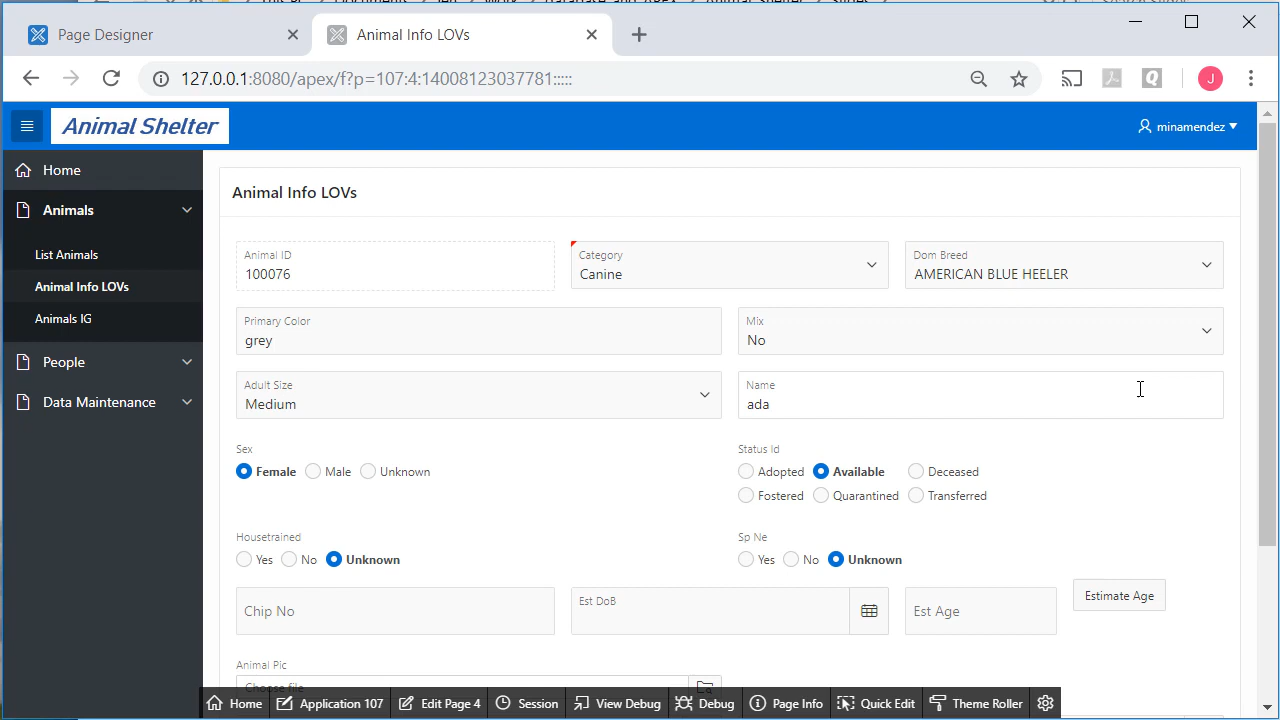 Page Designer
Animal Info LOVs
127.0.0.1:8080/apex/f?p=107:4:14008123037781:::::
J
Animal Shelter
minamendez
Home
Animals
List Animals
Animal Info LOVs
Animals IG
People
Data Maintenance
Animal Info LOVs
Animal ID
100076
Category
Canine
Dom Breed
AMERICAN BLUE HEELER
Primary Color
grey
Mix
No
Adult Size
Medium
Name
ada
Sex
Female Male Unknown
Status Id
Adopted Available Deceased
Fostered Quarantined Transferred
Housetrained
Yes No Unknown
Sp Ne
Yes No Unknown
Chip No
Est DoB
Est Age
Estimate Age
Animal Pic
Choose file
Home Application 107 Edit Page 4 Session View Debug Debug Page Info Quick Edit Theme Roller